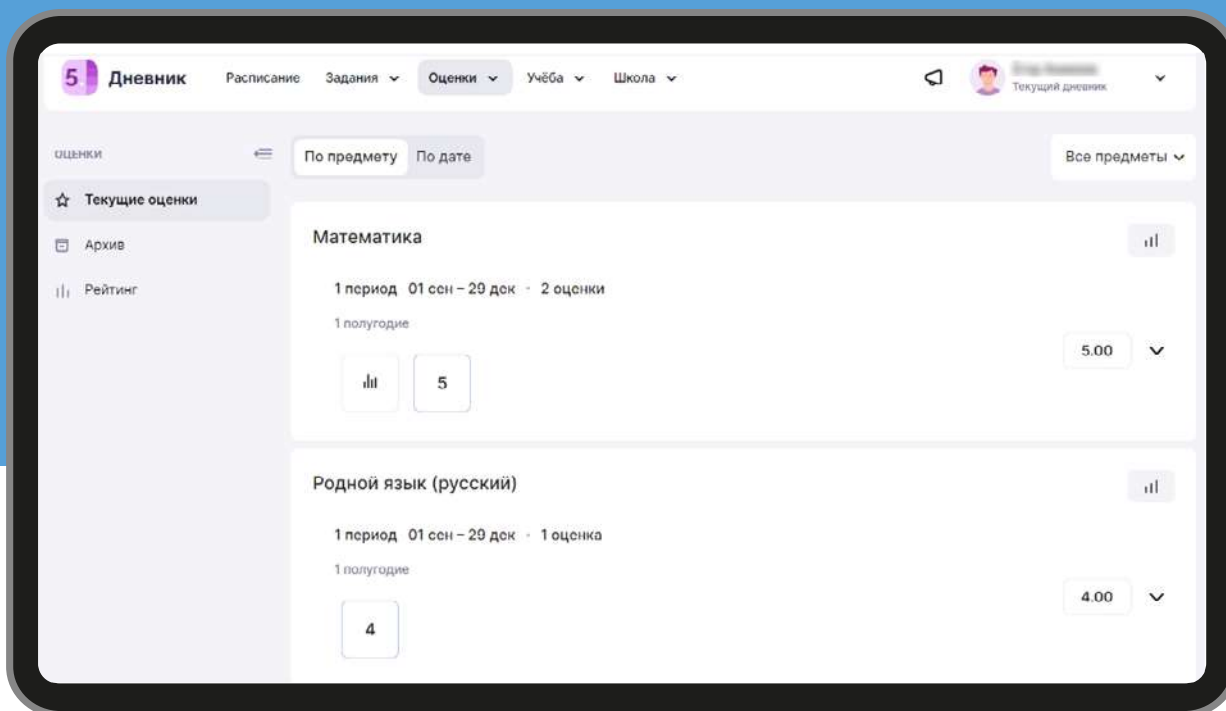 5 Дневник Расписание Задания Оценки Учёба Школа
Текущий дневник
ОЦЕНКИ
По предмету По дате Все предметы
Текущие оценки
Архив
Рейтинг
Математика
1 период 01 сен – 29 дек · 2 оценки
1 полугодие
5
5.00
Родной язык (русский)
1 период 01 сен – 29 дек · 1 оценка
1 полугодие
4
4.00